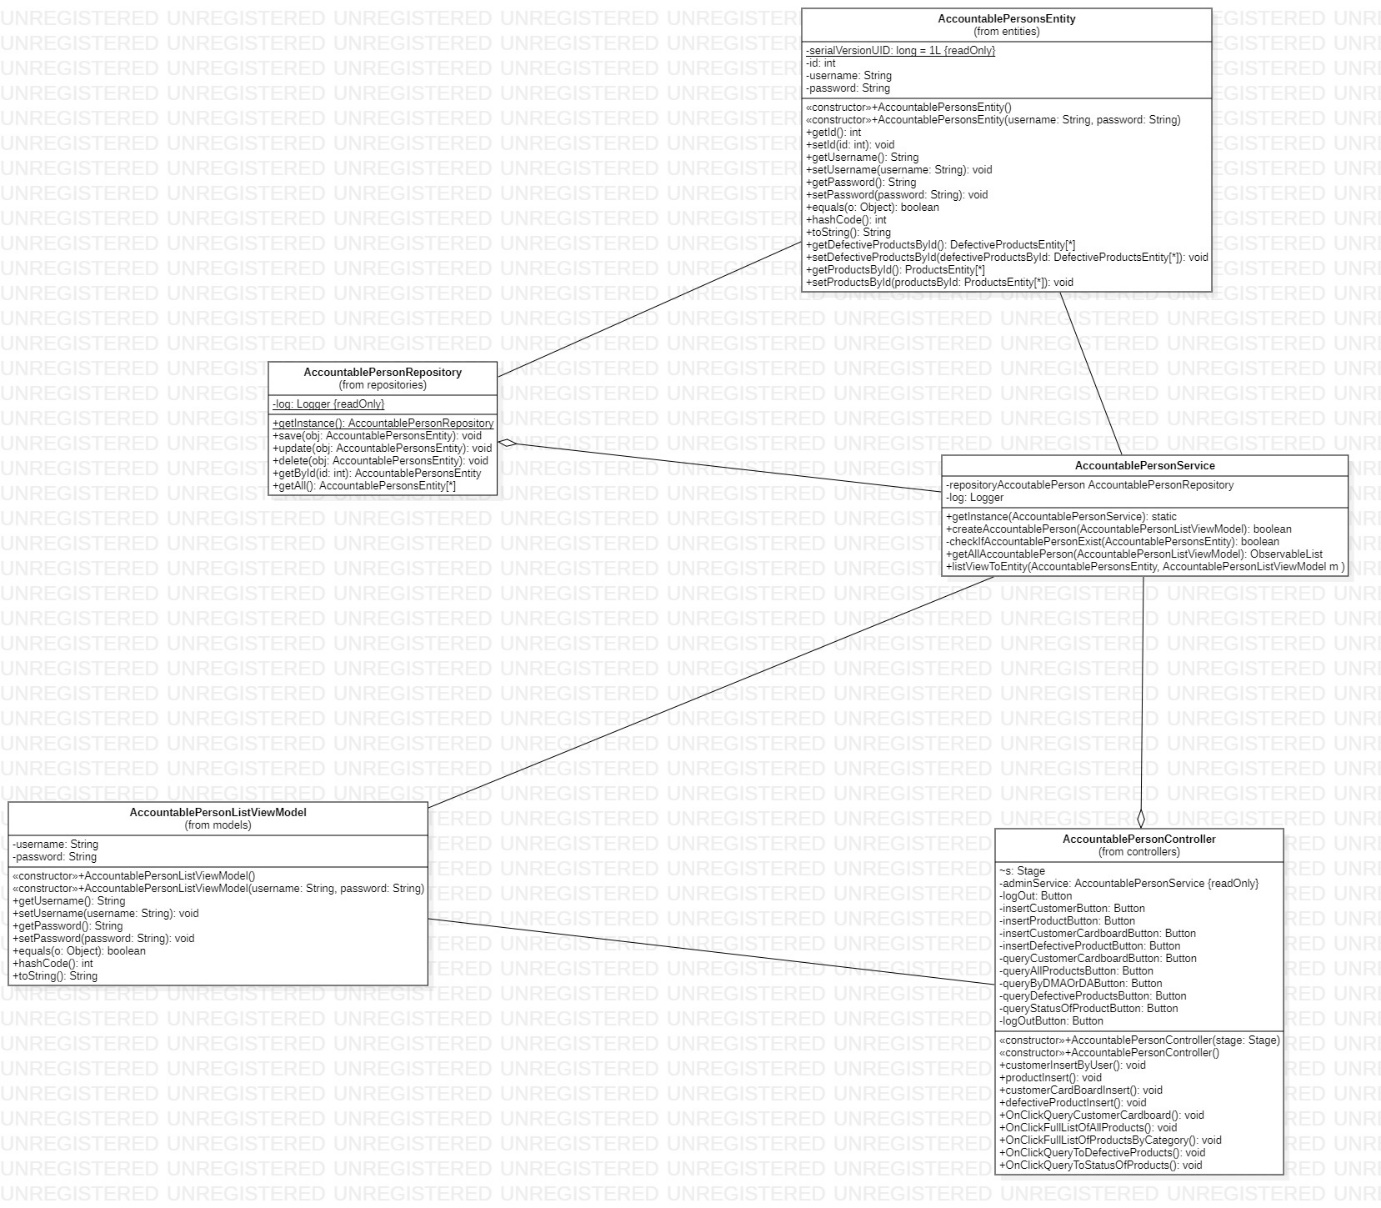 AccountablePersonsEntity
(from entities)
-serialVersionUID: long = 1L {readOnly}
-id: int
-username: String
-password: String
«constructor»+AccountablePersonsEntity()
«constructor»+AccountablePersonsEntity(username: String, password: String)
+getId(): int
+setId(id: int): void
+getUsername(): String
+setUsername(username: String): void
+getPassword(): String
+setPassword(password: String): void
+equals(o: Object): boolean
+hashCode(): int
+toString(): String
+getDefectiveProductsById(): DefectiveProductsEntity[*]
+setDefectiveProductsById(defectiveProductsById: DefectiveProductsEntity[*]): void
+getProductsById(): ProductsEntity[*]
+setProductsById(productsById: ProductsEntity[*]): void
AccountablePersonRepository
(from repositories)
-log: Logger {readOnly}
+getInstance(): AccountablePersonRepository
+save(obj: AccountablePersonsEntity): void
+update(obj: AccountablePersonsEntity): void
+delete(obj: AccountablePersonsEntity): void
+getById(id: int): AccountablePersonsEntity
+getAll(): AccountablePersonsEntity[*]
AccountablePersonService
-repositoryAccoutablePerson AccountablePersonRepository
-log: Logger
+getInstance(AccountablePersonService): static
+createAccountablePerson(AccountablePersonListViewModel): boolean
-checkIfAccountablePersonExist(AccountablePersonsEntity): boolean
+getAllAccountablePerson(AccountablePersonListViewModel): ObservableList
+listViewToEntity(AccountablePersonsEntity, AccountablePersonListViewModel m )
AccountablePersonListViewModel
(from models)
-username: String
-password: String
«constructor»+AccountablePersonListViewModel()
«constructor»+AccountablePersonListViewModel(username: String, password: String)
+getUsername(): String
+setUsername(username: String): void
+getPassword(): String
+setPassword(password: String): void
+equals(o: Object): boolean
+hashCode(): int
+toString(): String
AccountablePersonController
(from controllers)
~s: Stage
-adminService: AccountablePersonService {readOnly}
-logOut: Button
-insertCustomerButton: Button
-insertProductButton: Button
-insertCustomerCardboardButton: Button
-insertDefectiveProductButton: Button
-queryCustomerCardboardButton: Button
-queryAllProductsButton: Button
-queryByDMAOrDAButton: Button
-queryDefectiveProductsButton: Button
-queryStatusOfProductButton: Button
-logOutButton: Button
«constructor»+AccountablePersonController(stage: Stage)
«constructor»+AccountablePersonController()
+customerInsertByUser(): void
+productInsert(): void
+customerCardBoardInsert(): void
+defectiveProductInsert(): void
+OnClickQueryCustomerCardboard(): void
+OnClickFullListOfAllProducts(): void
+OnClickFullListOfProductsByCategory(): void
+OnClickQueryToDefectiveProducts(): void
+OnClickQueryToStatusOfProducts(): void